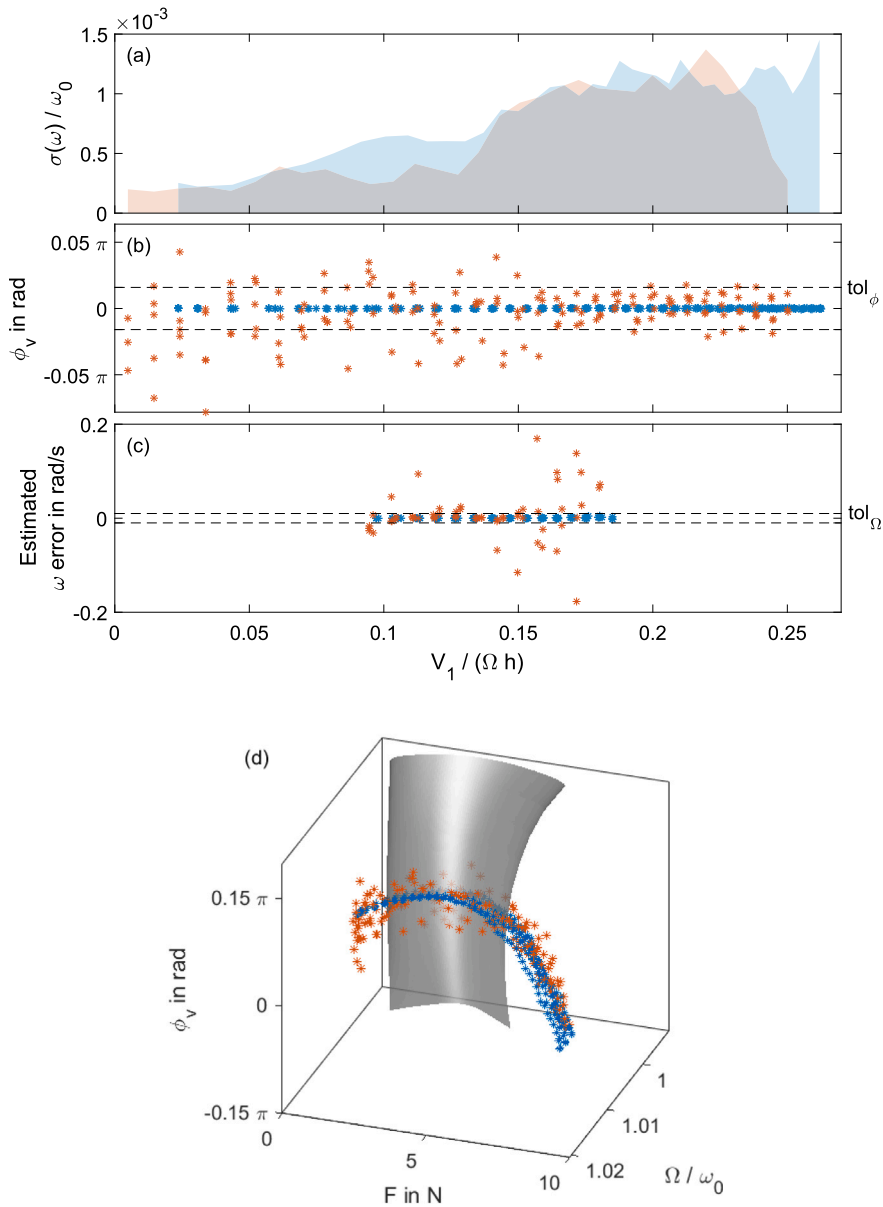 ×10⁻³
1.5
(a)
1
0.5
0
σ(ω) / ω₀
(b)
0.05 π
0
-0.05 π
ϕᵥ in rad
tol_ϕ
(c)
0.2
0
-0.2
Estimated
ω error in rad/s
tol_Ω
0 0.05 0.1 0.15 0.2 0.25
V₁ / (Ω h)
(d)
0.15 π
0
-0.15 π
ϕᵥ in rad
0
5
10
F in N
1
1.01
1.02
Ω / ω₀